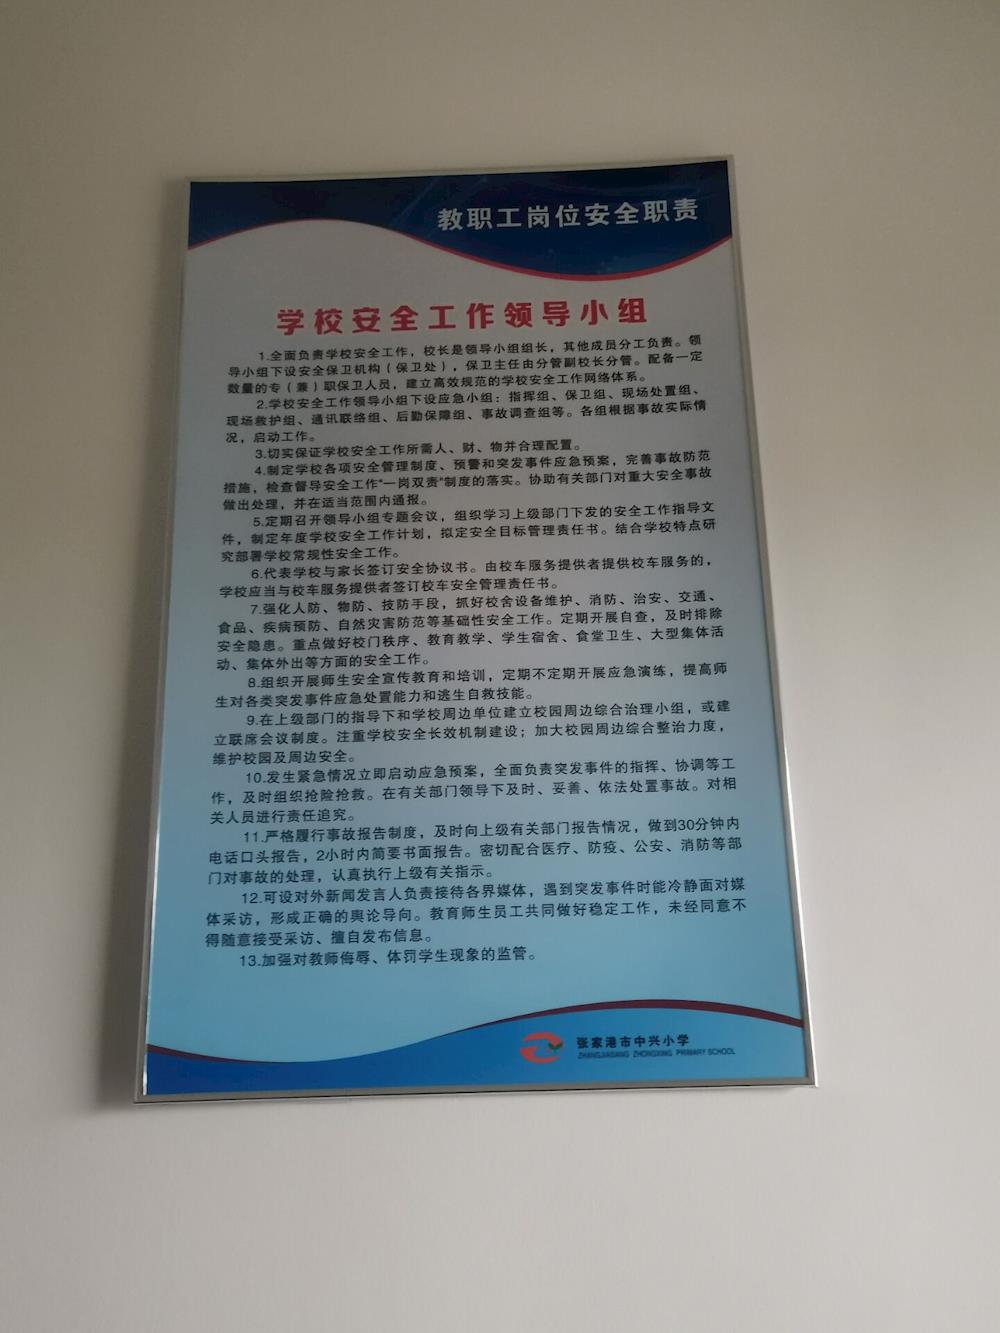 教职工岗位安全职责
学校安全工作领导小组
1.全面负责学校安全工作，校长是领导小组组长，其他成员分工负责。领
导小组下设安全保卫机构（保卫处），保卫主任由分管副校长分管。配备一定
数量的专（兼）职保卫人员，建立高效规范的学校安全工作网络体系。
2.学校安全工作领导小组下设应急小组：指挥组、保卫组、现场处置组、
现场救护组、通讯联络组、后勤保障组、事故调查组等。各组根据事故实际情
况，启动工作。
3.切实保证学校安全工作所需人、财、物并合理配置。
4.制定学校各项安全管理制度、预警和突发事件应急预案，完善事故防范
措施，检查督导安全工作“一岗双责”制度的落实。协助有关部门对重大安全事故
做出处理，并在适当范围内通报。
5.定期召开领导小组专题会议，组织学习上级部门下发的安全工作指导文
件，制定年度学校安全工作计划，拟定安全目标管理责任书。结合学校特点研
究部署学校常规性安全工作。
6.代表学校与家长签订安全协议书。由校车服务提供者提供校车服务的，
学校应当与校车服务提供者签订校车安全管理责任书。
7.强化人防、物防、技防手段，抓好校舍设备维护、消防、治安、交通、
食品、疾病预防、自然灾害防范等基础性安全工作。定期开展自查，及时排除
安全隐患。重点做好校门秩序、教育教学、学生宿舍、食堂卫生、大型集体活
动、集体外出等方面的安全工作。
8.组织开展师生安全宣传教育和培训，定期不定期开展应急演练，提高师
生对各类突发事件应急处置能力和逃生自救技能。
9.在上级部门的指导下和学校周边单位建立校园周边综合治理小组，或建
立联席会议制度。注重学校安全长效机制建设；加大校园周边综合整治力度，
维护校园及周边安全。
10.发生紧急情况立即启动应急预案，全面负责突发事件的指挥、协调等工
作，及时组织抢险抢救。在有关部门领导下及时、妥善、依法处置事故。对相
关人员进行责任追究。
11.严格履行事故报告制度，及时向上级有关部门报告情况，做到30分钟内
电话口头报告，2小时内简要书面报告。密切配合医疗、防疫、公安、消防等部
门对事故的处理，认真执行上级有关指示。
12.可设对外新闻发言人负责接待各界媒体，遇到突发事件时能冷静面对媒
体采访，形成正确的舆论导向。教育师生员工共同做好稳定工作，未经同意不
得随意接受采访、擅自发布信息。
13.加强对教师侮辱、体罚学生现象的监管。
张家港市中兴小学
ZHANGJIAGANG ZHONGXING PRIMARY SCHOOL